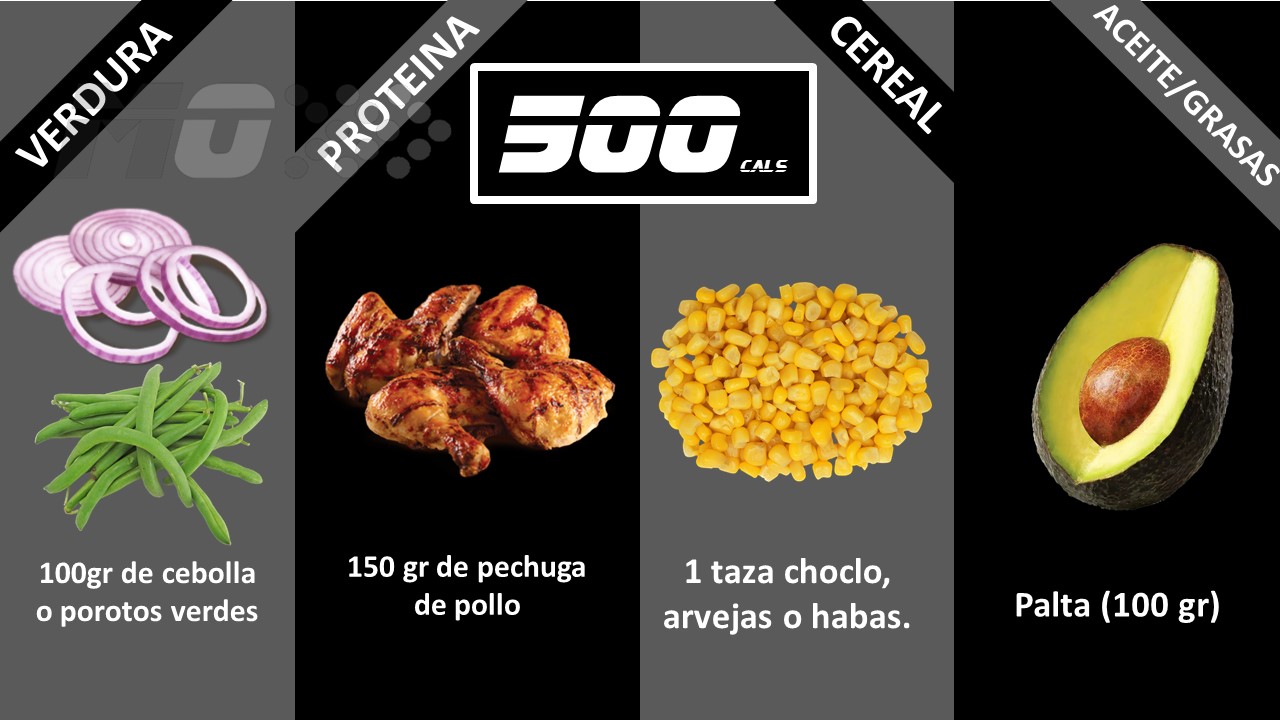 VERDURA
PROTEINA
CEREAL
ACEITE/GRASAS
500 CALS
100gr de cebolla
o porotos verdes
150 gr de pechuga
de pollo
1 taza choclo,
arvejas o habas.
Palta (100 gr)